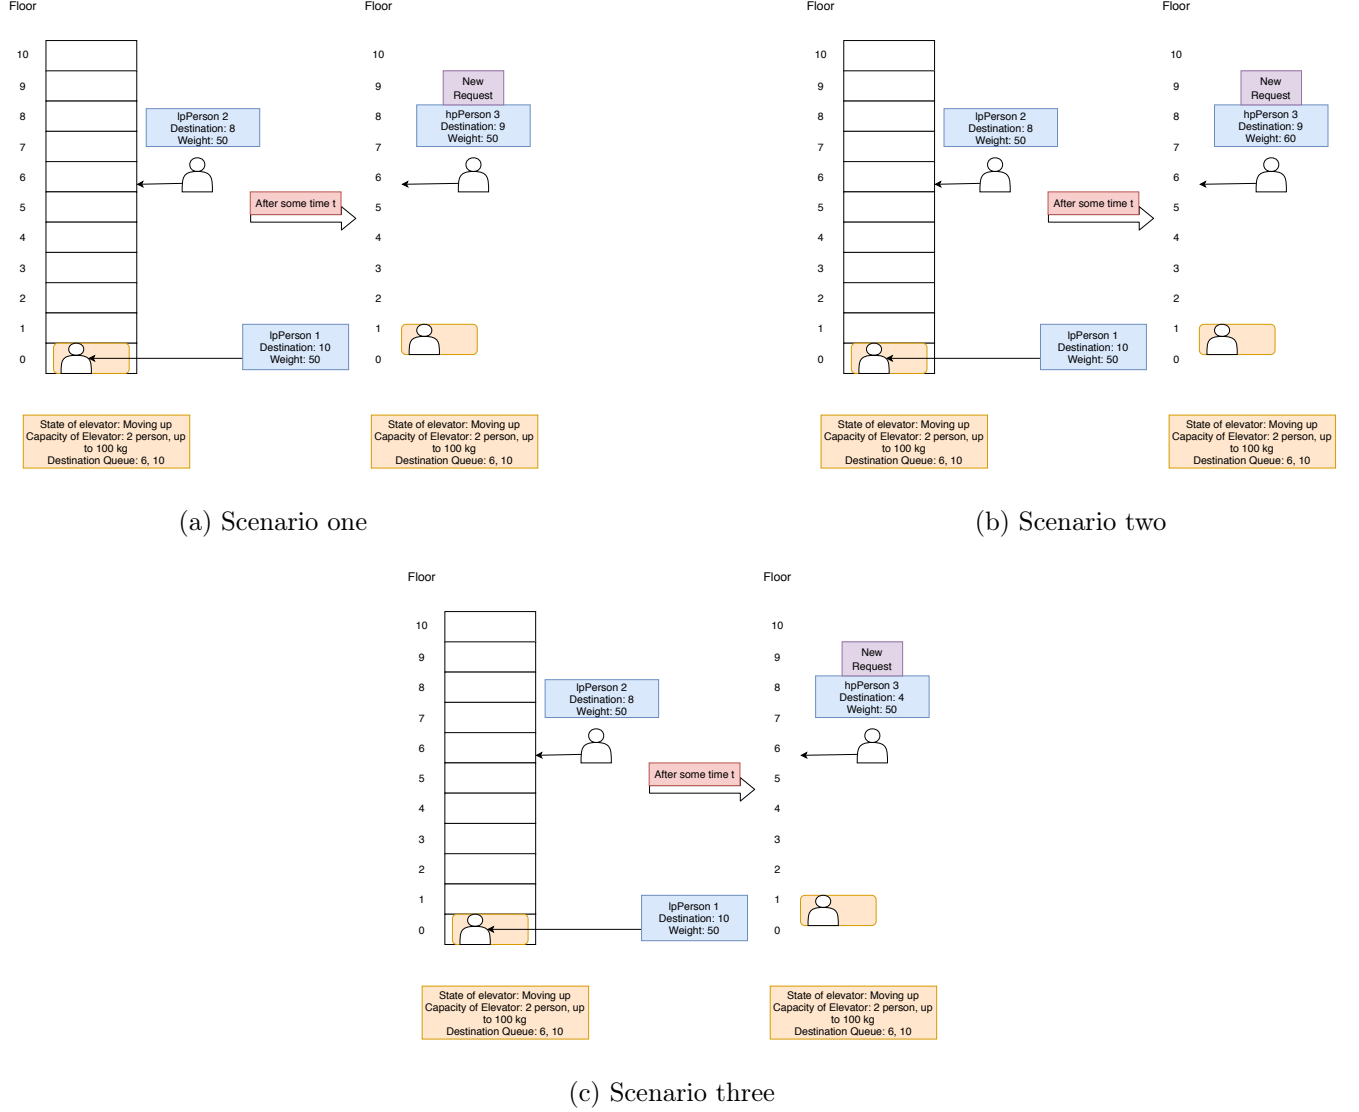 Floor
10
9
8
7
6
5
4
3
2
1
0
lpPerson 2
Destination: 8
Weight: 50
After some time t
lpPerson 1
Destination: 10
Weight: 50
State of elevator: Moving up
Capacity of Elevator: 2 person, up
to 100 kg
Destination Queue: 6, 10
Floor
10
9
8
7
6
5
4
3
2
1
0
New
Request
hpPerson 3
Destination: 9
Weight: 50
State of elevator: Moving up
Capacity of Elevator: 2 person, up
to 100 kg
Destination Queue: 6, 10
(a) Scenario one
Floor
10
9
8
7
6
5
4
3
2
1
0
lpPerson 2
Destination: 8
Weight: 50
After some time t
lpPerson 1
Destination: 10
Weight: 50
State of elevator: Moving up
Capacity of Elevator: 2 person, up
to 100 kg
Destination Queue: 6, 10
Floor
10
9
8
7
6
5
4
3
2
1
0
New
Request
hpPerson 3
Destination: 9
Weight: 60
State of elevator: Moving up
Capacity of Elevator: 2 person, up
to 100 kg
Destination Queue: 6, 10
(b) Scenario two
Floor
10
9
8
7
6
5
4
3
2
1
0
lpPerson 2
Destination: 8
Weight: 50
After some time t
lpPerson 1
Destination: 10
Weight: 50
State of elevator: Moving up
Capacity of Elevator: 2 person, up
to 100 kg
Destination Queue: 6, 10
Floor
10
9
8
7
6
5
4
3
2
1
0
New
Request
hpPerson 3
Destination: 4
Weight: 50
State of elevator: Moving up
Capacity of Elevator: 2 person, up
to 100 kg
Destination Queue: 6, 10
(c) Scenario three